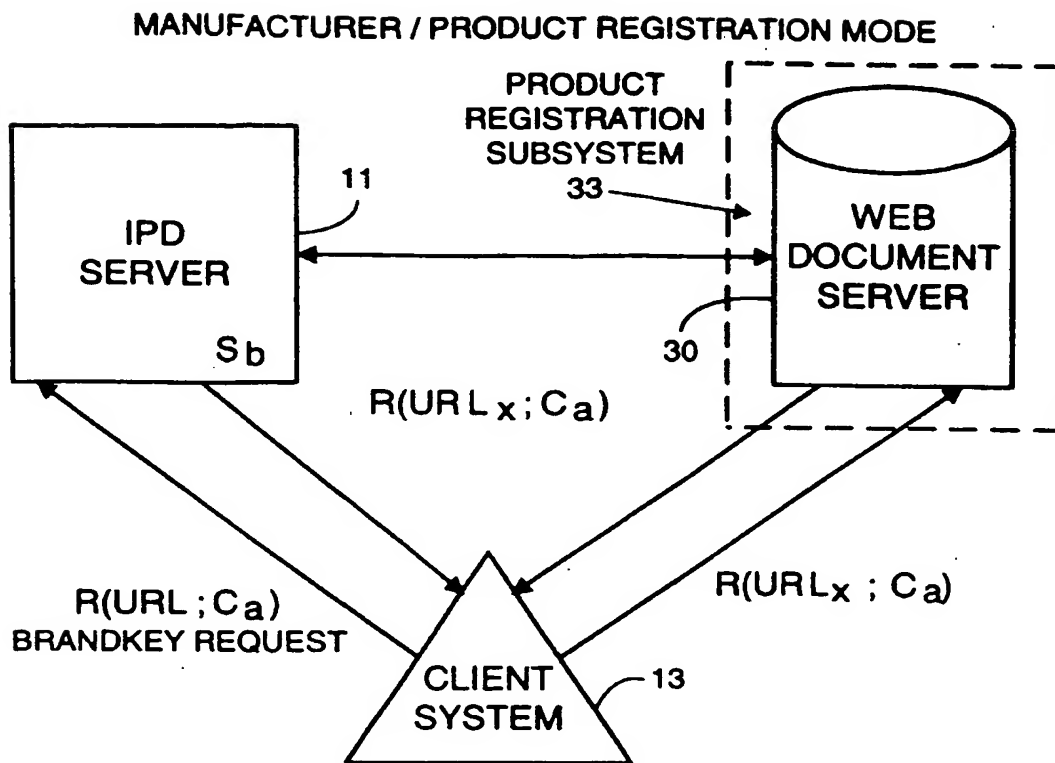 MANUFACTURER / PRODUCT REGISTRATION MODE
PRODUCT
REGISTRATION
SUBSYSTEM
33
11
IPD
SERVER
Sb
WEB
DOCUMENT
SERVER
30
R(URLx; Ca)
R(URL; Ca)
BRANDKEY REQUEST
R(URLx ; Ca)
CLIENT
SYSTEM
13